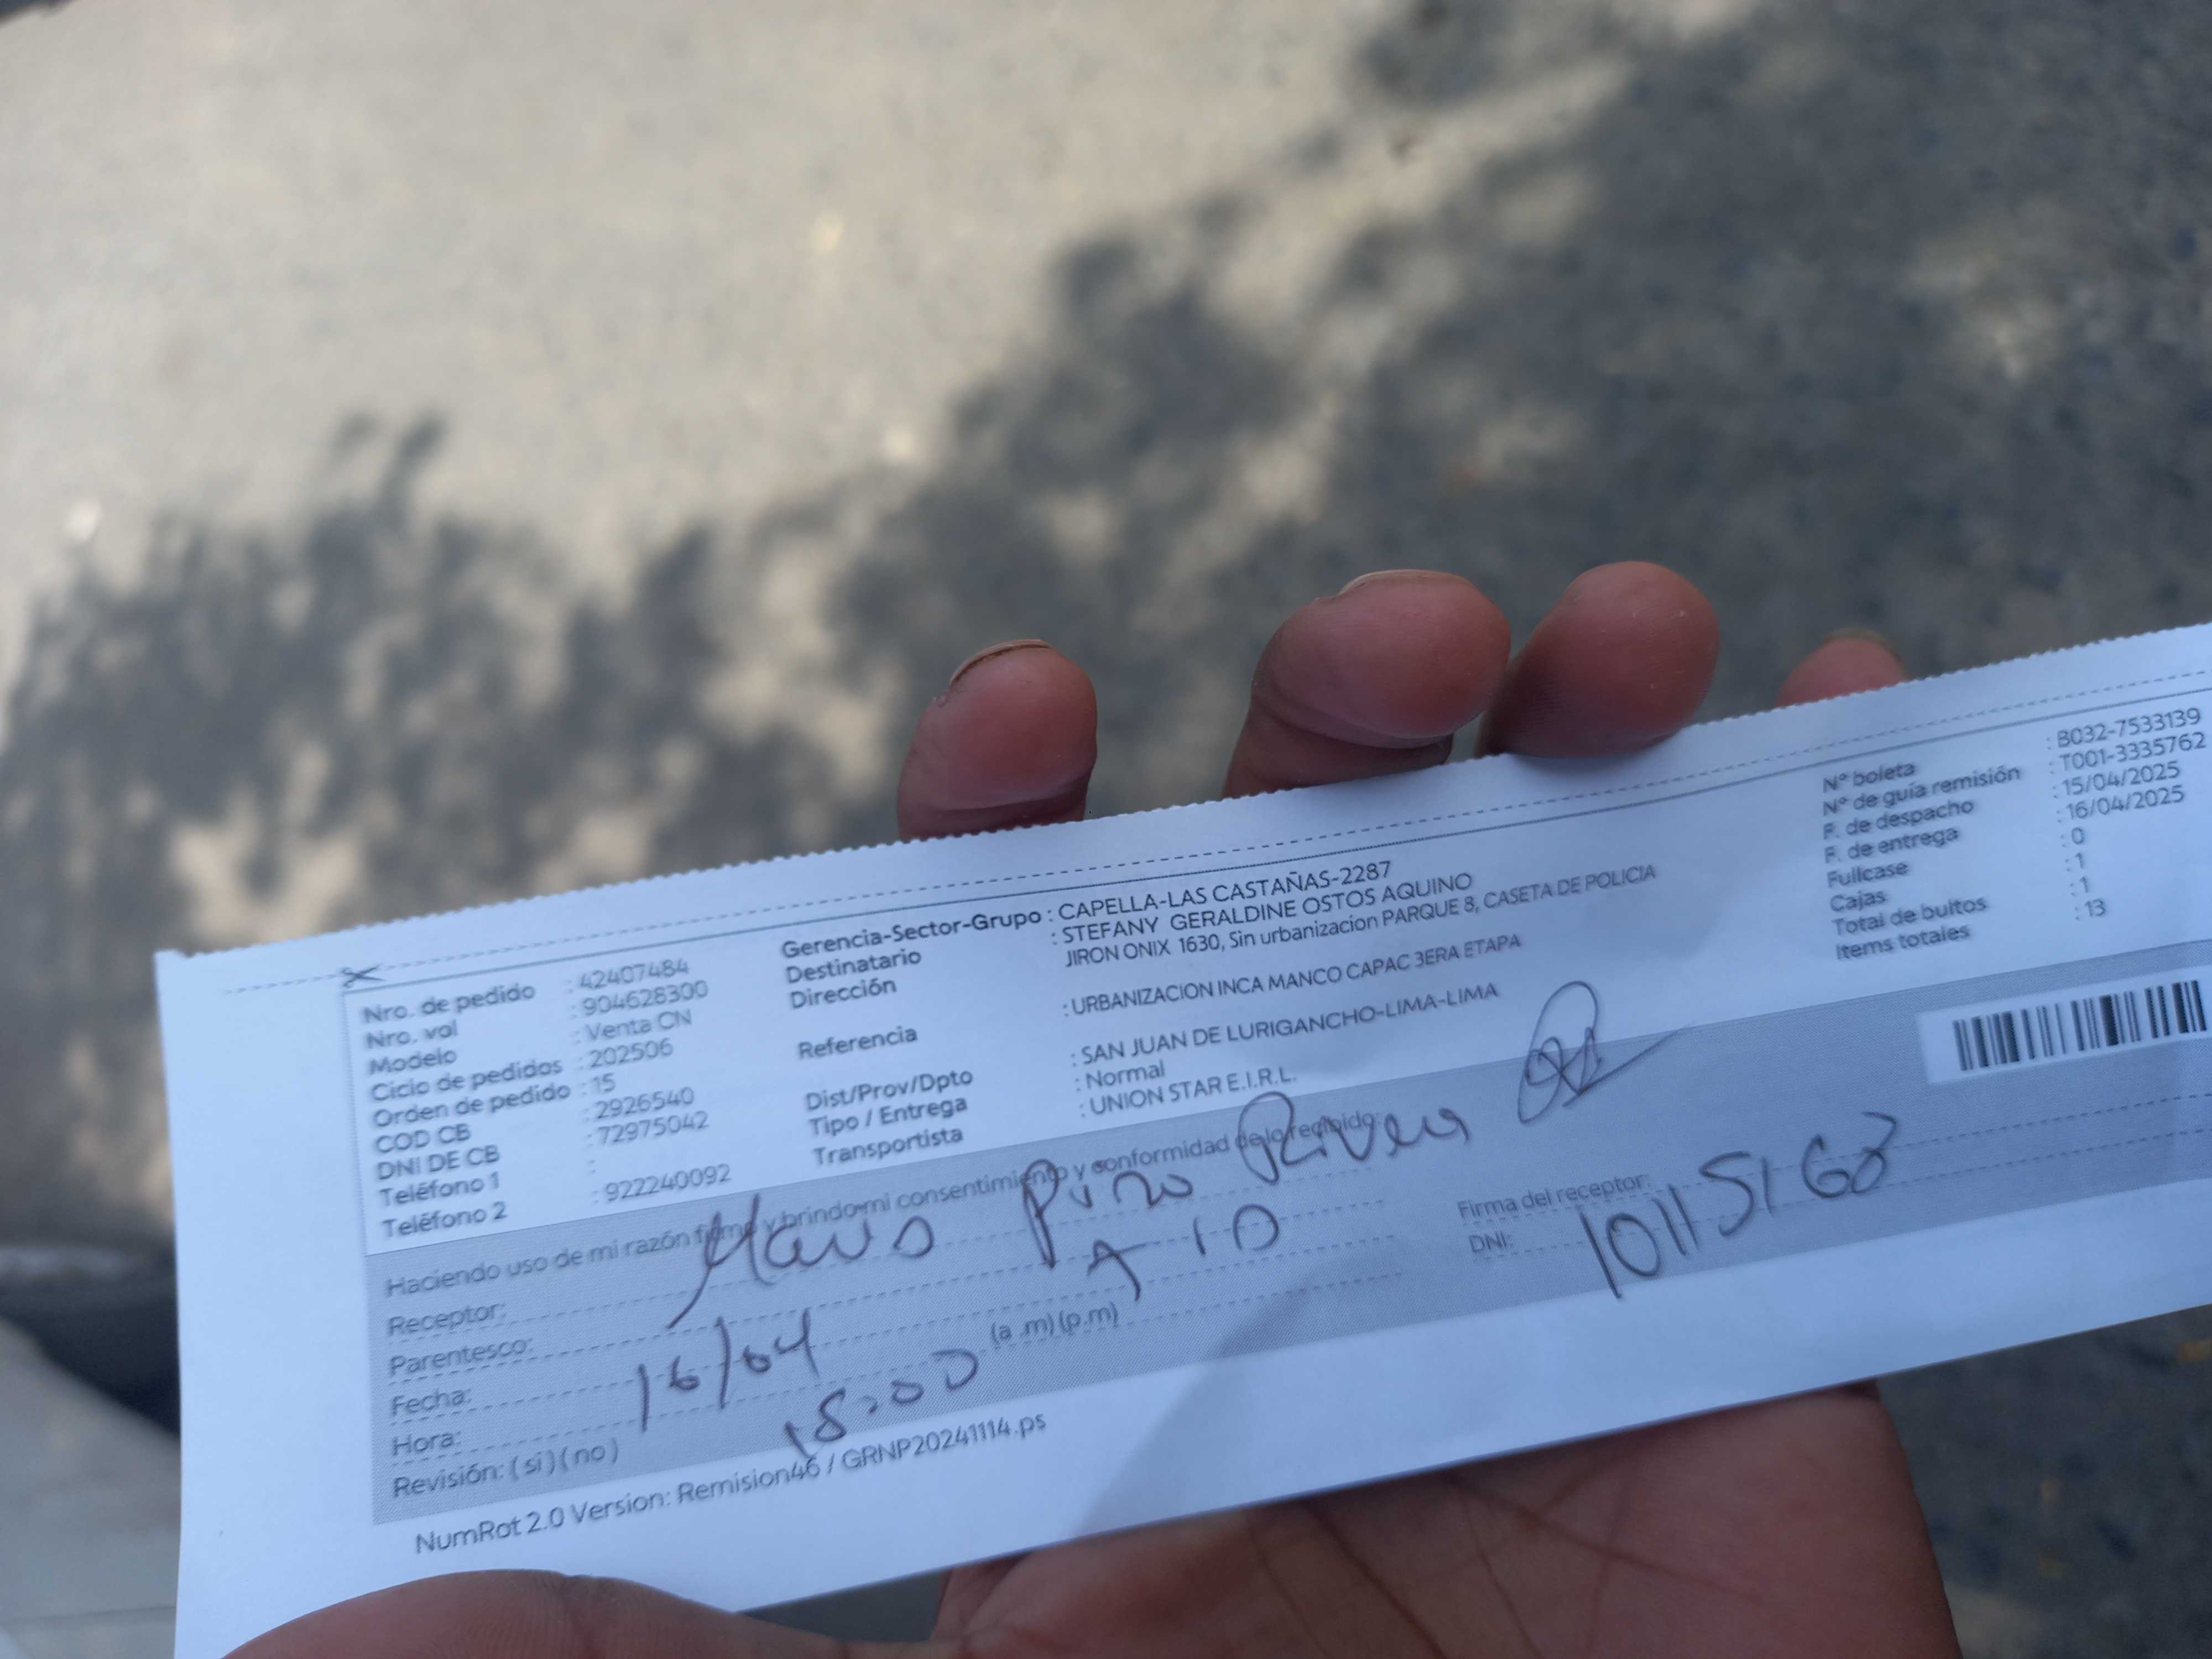 Nro. de pedido : 42407484
Nro. vol : 904628300
Modelo : Venta CN
Ciclo de pedidos : 202506
Orden de pedido : 15
COD CB : 2926540
DNI DE CB : 72975042
Teléfono 1 :
Teléfono 2 : 922240092
Gerencia-Sector-Grupo : CAPELLA-LAS CASTAÑAS-2287
Destinatario : STEFANY GERALDINE OSTOS AQUINO
Dirección JIRON ONIX 1630, Sin urbanizacion PARQUE 8, CASETA DE POLICIA
Referencia : URBANIZACION INCA MANCO CAPAC 3ERA ETAPA
Dist/Prov/Dpto : SAN JUAN DE LURIGANCHO-LIMA-LIMA
Tipo / Entrega : Normal
Transportista : UNION STAR E.I.R.L.
N° boleta : B032-7533139
N° de guía remisión : T001-3335762
F. de despacho : 15/04/2025
F. de entrega : 16/04/2025
Fullcase : 0
Cajas : 1
Total de bultos : 1
Items totales : 13
Haciendo uso de mi razón firmo y brindo mi consentimiento y conformidad de lo recibido:
Receptor: Pino Rivera
Parentesco:
Fecha: 16/04
Hora: 18:00 (a .m) (p.m)
Revisión: ( si ) ( no )
Firma del receptor:
DNI: 10115168
NumRot 2.0 Version: Remision46 / GRNP20241114.ps